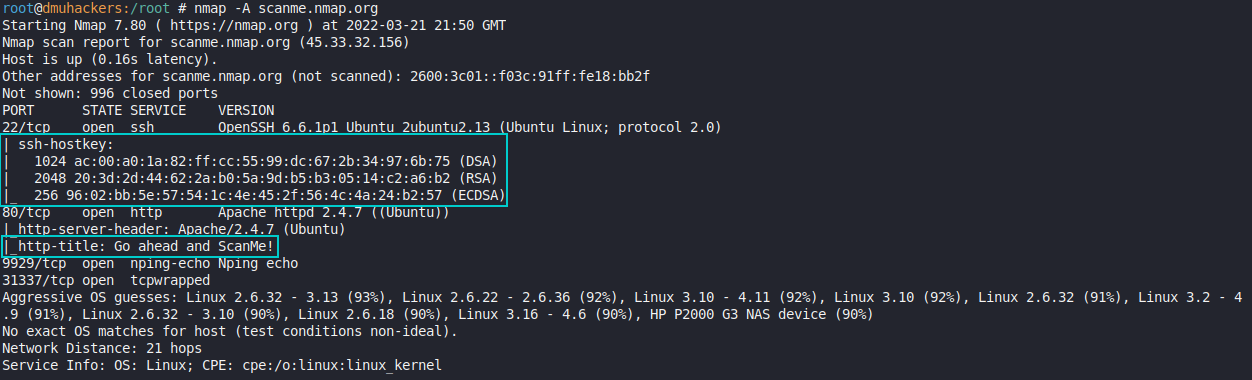 root@dmuhackers:/root # nmap -A scanme.nmap.org
Starting Nmap 7.80 ( https://nmap.org ) at 2022-03-21 21:50 GMT
Nmap scan report for scanme.nmap.org (45.33.32.156)
Host is up (0.16s latency).
Other addresses for scanme.nmap.org (not scanned): 2600:3c01::f03c:91ff:fe18:bb2f
Not shown: 996 closed ports
PORT      STATE SERVICE    VERSION
22/tcp    open  ssh        OpenSSH 6.6.1p1 Ubuntu 2ubuntu2.13 (Ubuntu Linux; protocol 2.0)
| ssh-hostkey:
|   1024 ac:00:a0:1a:82:ff:cc:55:99:dc:67:2b:34:97:6b:75 (DSA)
|   2048 20:3d:2d:44:62:2a:b0:5a:9d:b5:b3:05:14:c2:a6:b2 (RSA)
|_  256 96:02:bb:5e:57:54:1c:4e:45:2f:56:4c:4a:24:b2:57 (ECDSA)
80/tcp    open  http       Apache httpd 2.4.7 ((Ubuntu))
|_http-server-header: Apache/2.4.7 (Ubuntu)
|_http-title: Go ahead and ScanMe!
9929/tcp  open  nping-echo Nping echo
31337/tcp open  tcpwrapped
Aggressive OS guesses: Linux 2.6.32 - 3.13 (93%), Linux 2.6.22 - 2.6.36 (92%), Linux 3.10 - 4.11 (92%), Linux 3.10 (92%), Linux 2.6.32 (91%), Linux 3.2 - 4
.9 (91%), Linux 2.6.32 - 3.10 (90%), Linux 2.6.18 (90%), Linux 3.16 - 4.6 (90%), HP P2000 G3 NAS device (90%)
No exact OS matches for host (test conditions non-ideal).
Network Distance: 21 hops
Service Info: OS: Linux; CPE: cpe:/o:linux:linux_kernel